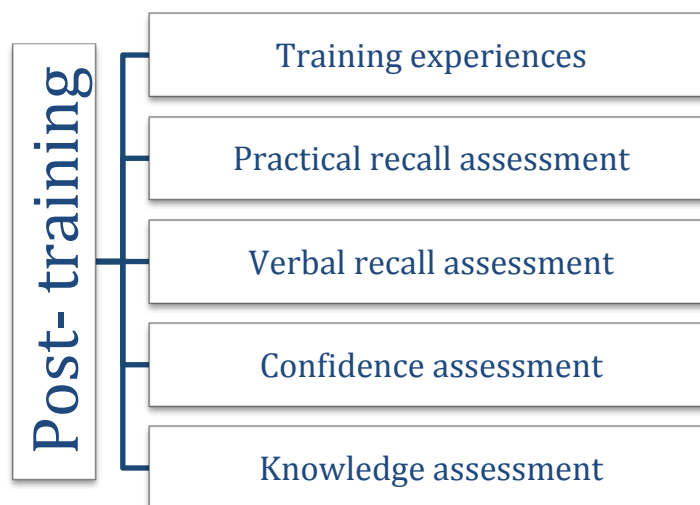 Post- training
Training experiences
Practical recall assessment
Verbal recall assessment
Confidence assessment
Knowledge assessment